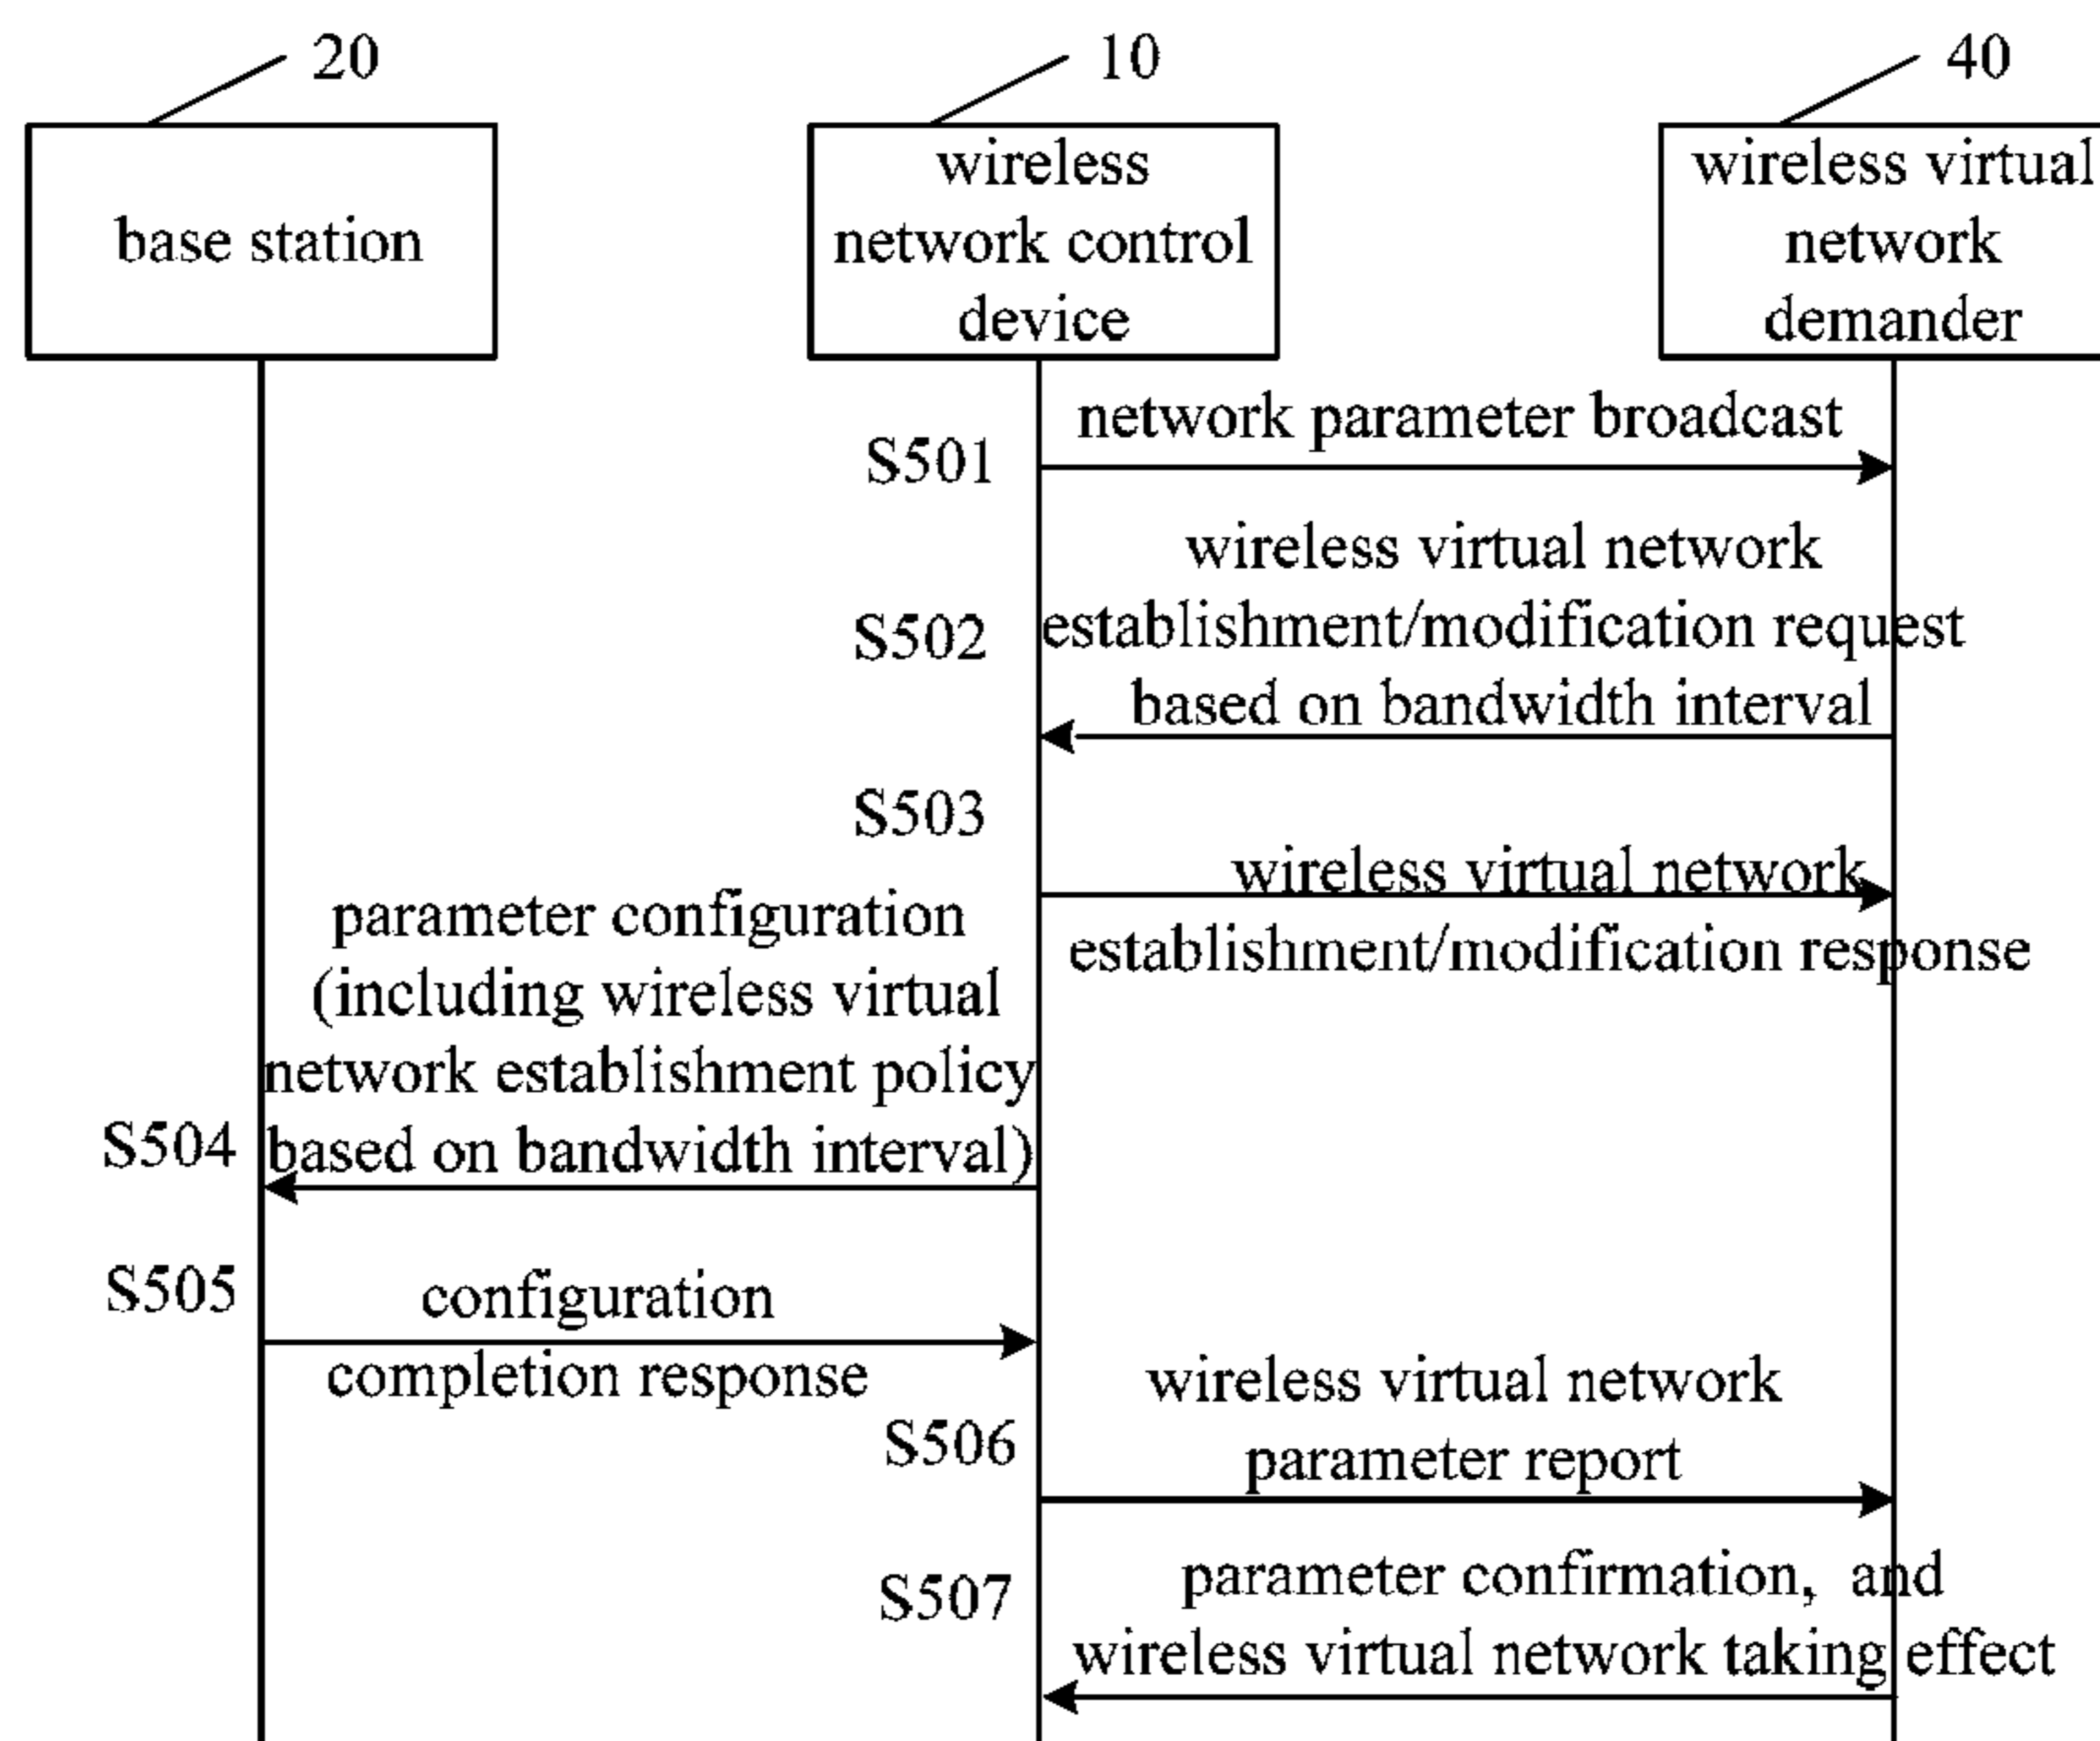 20
10
40
base station
wireless
network control
device
wireless virtual
network
demander
network parameter broadcast
S501
wireless virtual network
establishment/modification request
based on bandwidth interval
S502
S503
wireless virtual network
establishment/modification response
parameter configuration
(including wireless virtual
network establishment policy
based on bandwidth interval)
S504
S505
configuration
completion response
wireless virtual network
parameter report
S506
S507
parameter confirmation, and
wireless virtual network taking effect